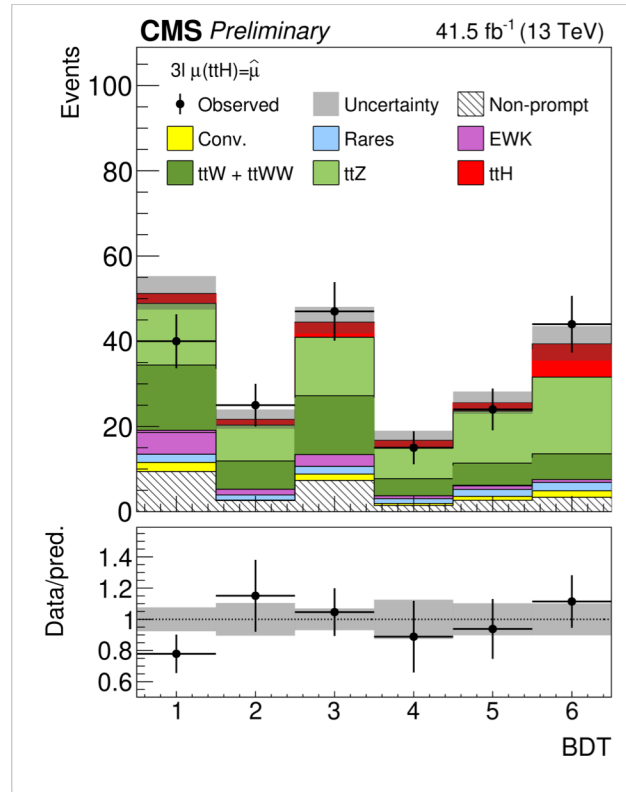 CMS Preliminary 41.5 fb⁻¹ (13 TeV)
Events
100
80
60
40
20
0
3l μ(ttH)=μ̂
Observed Uncertainty Non-prompt
Conv. Rares EWK
ttW + ttWW ttZ ttH
Data/pred.
1.4
1.2
1
0.8
0.6
1 2 3 4 5 6
BDT